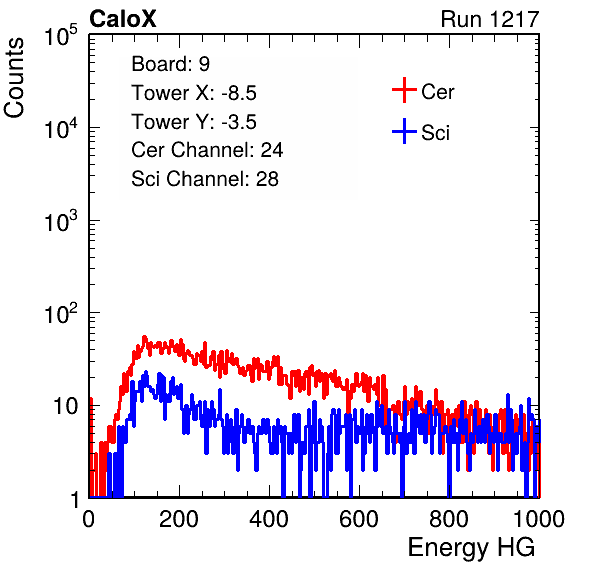 CaloX Run 1217
Counts
10^5
10^4
10^3
10^2
10
1
Board: 9
Tower X: -8.5
Tower Y: -3.5
Cer Channel: 24
Sci Channel: 28
Cer
Sci
0 200 400 600 800 1000
Energy HG